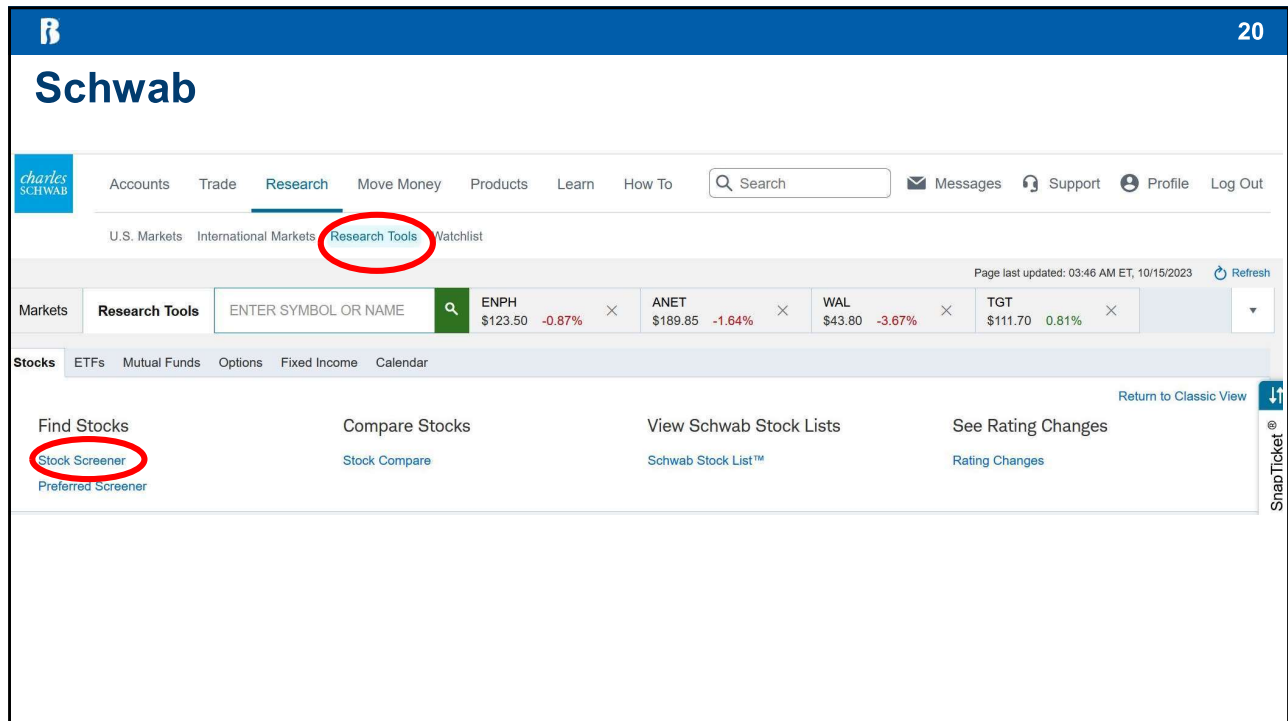 20
Schwab
charles SCHWAB
Accounts Trade Research Move Money Products Learn How To Search Messages Support Profile Log Out
U.S. Markets International Markets Research Tools Watchlist
Page last updated: 03:46 AM ET, 10/15/2023 Refresh
Markets Research Tools ENTER SYMBOL OR NAME ENPH ANET WAL TGT
$123.50 -0.87% $189.85 -1.64% $43.80 -3.67% $111.70 0.81%
Stocks ETFs Mutual Funds Options Fixed Income Calendar
Return to Classic View
Find Stocks Compare Stocks View Schwab Stock Lists See Rating Changes
Stock Screener Stock Compare Schwab Stock List™ Rating Changes
Preferred Screener
SnapTicket ®